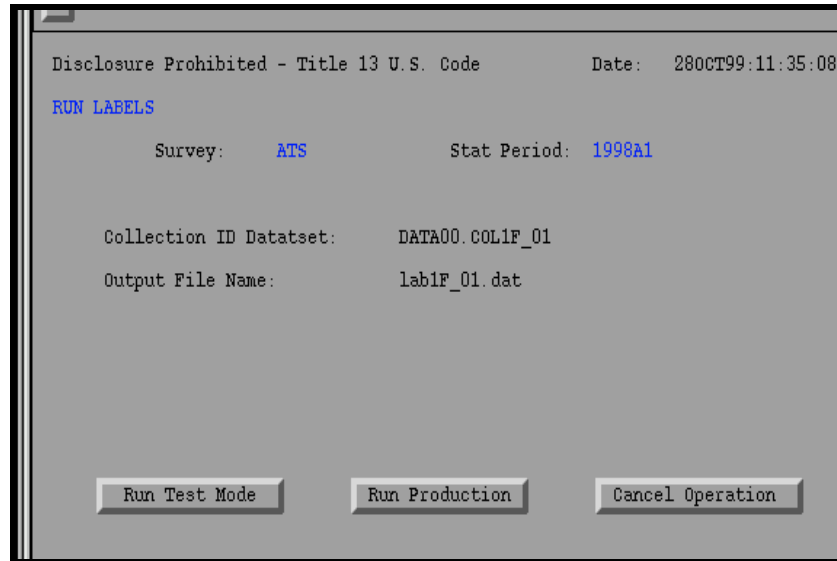 Disclosure Prohibited - Title 13 U.S. Code Date: 28OCT99:11:35:08
RUN LABELS
Survey: ATS Stat Period: 1998A1
Collection ID Datatset: DATA00.COL1F_01
Output File Name: lab1F_01.dat
Run Test Mode Run Production Cancel Operation